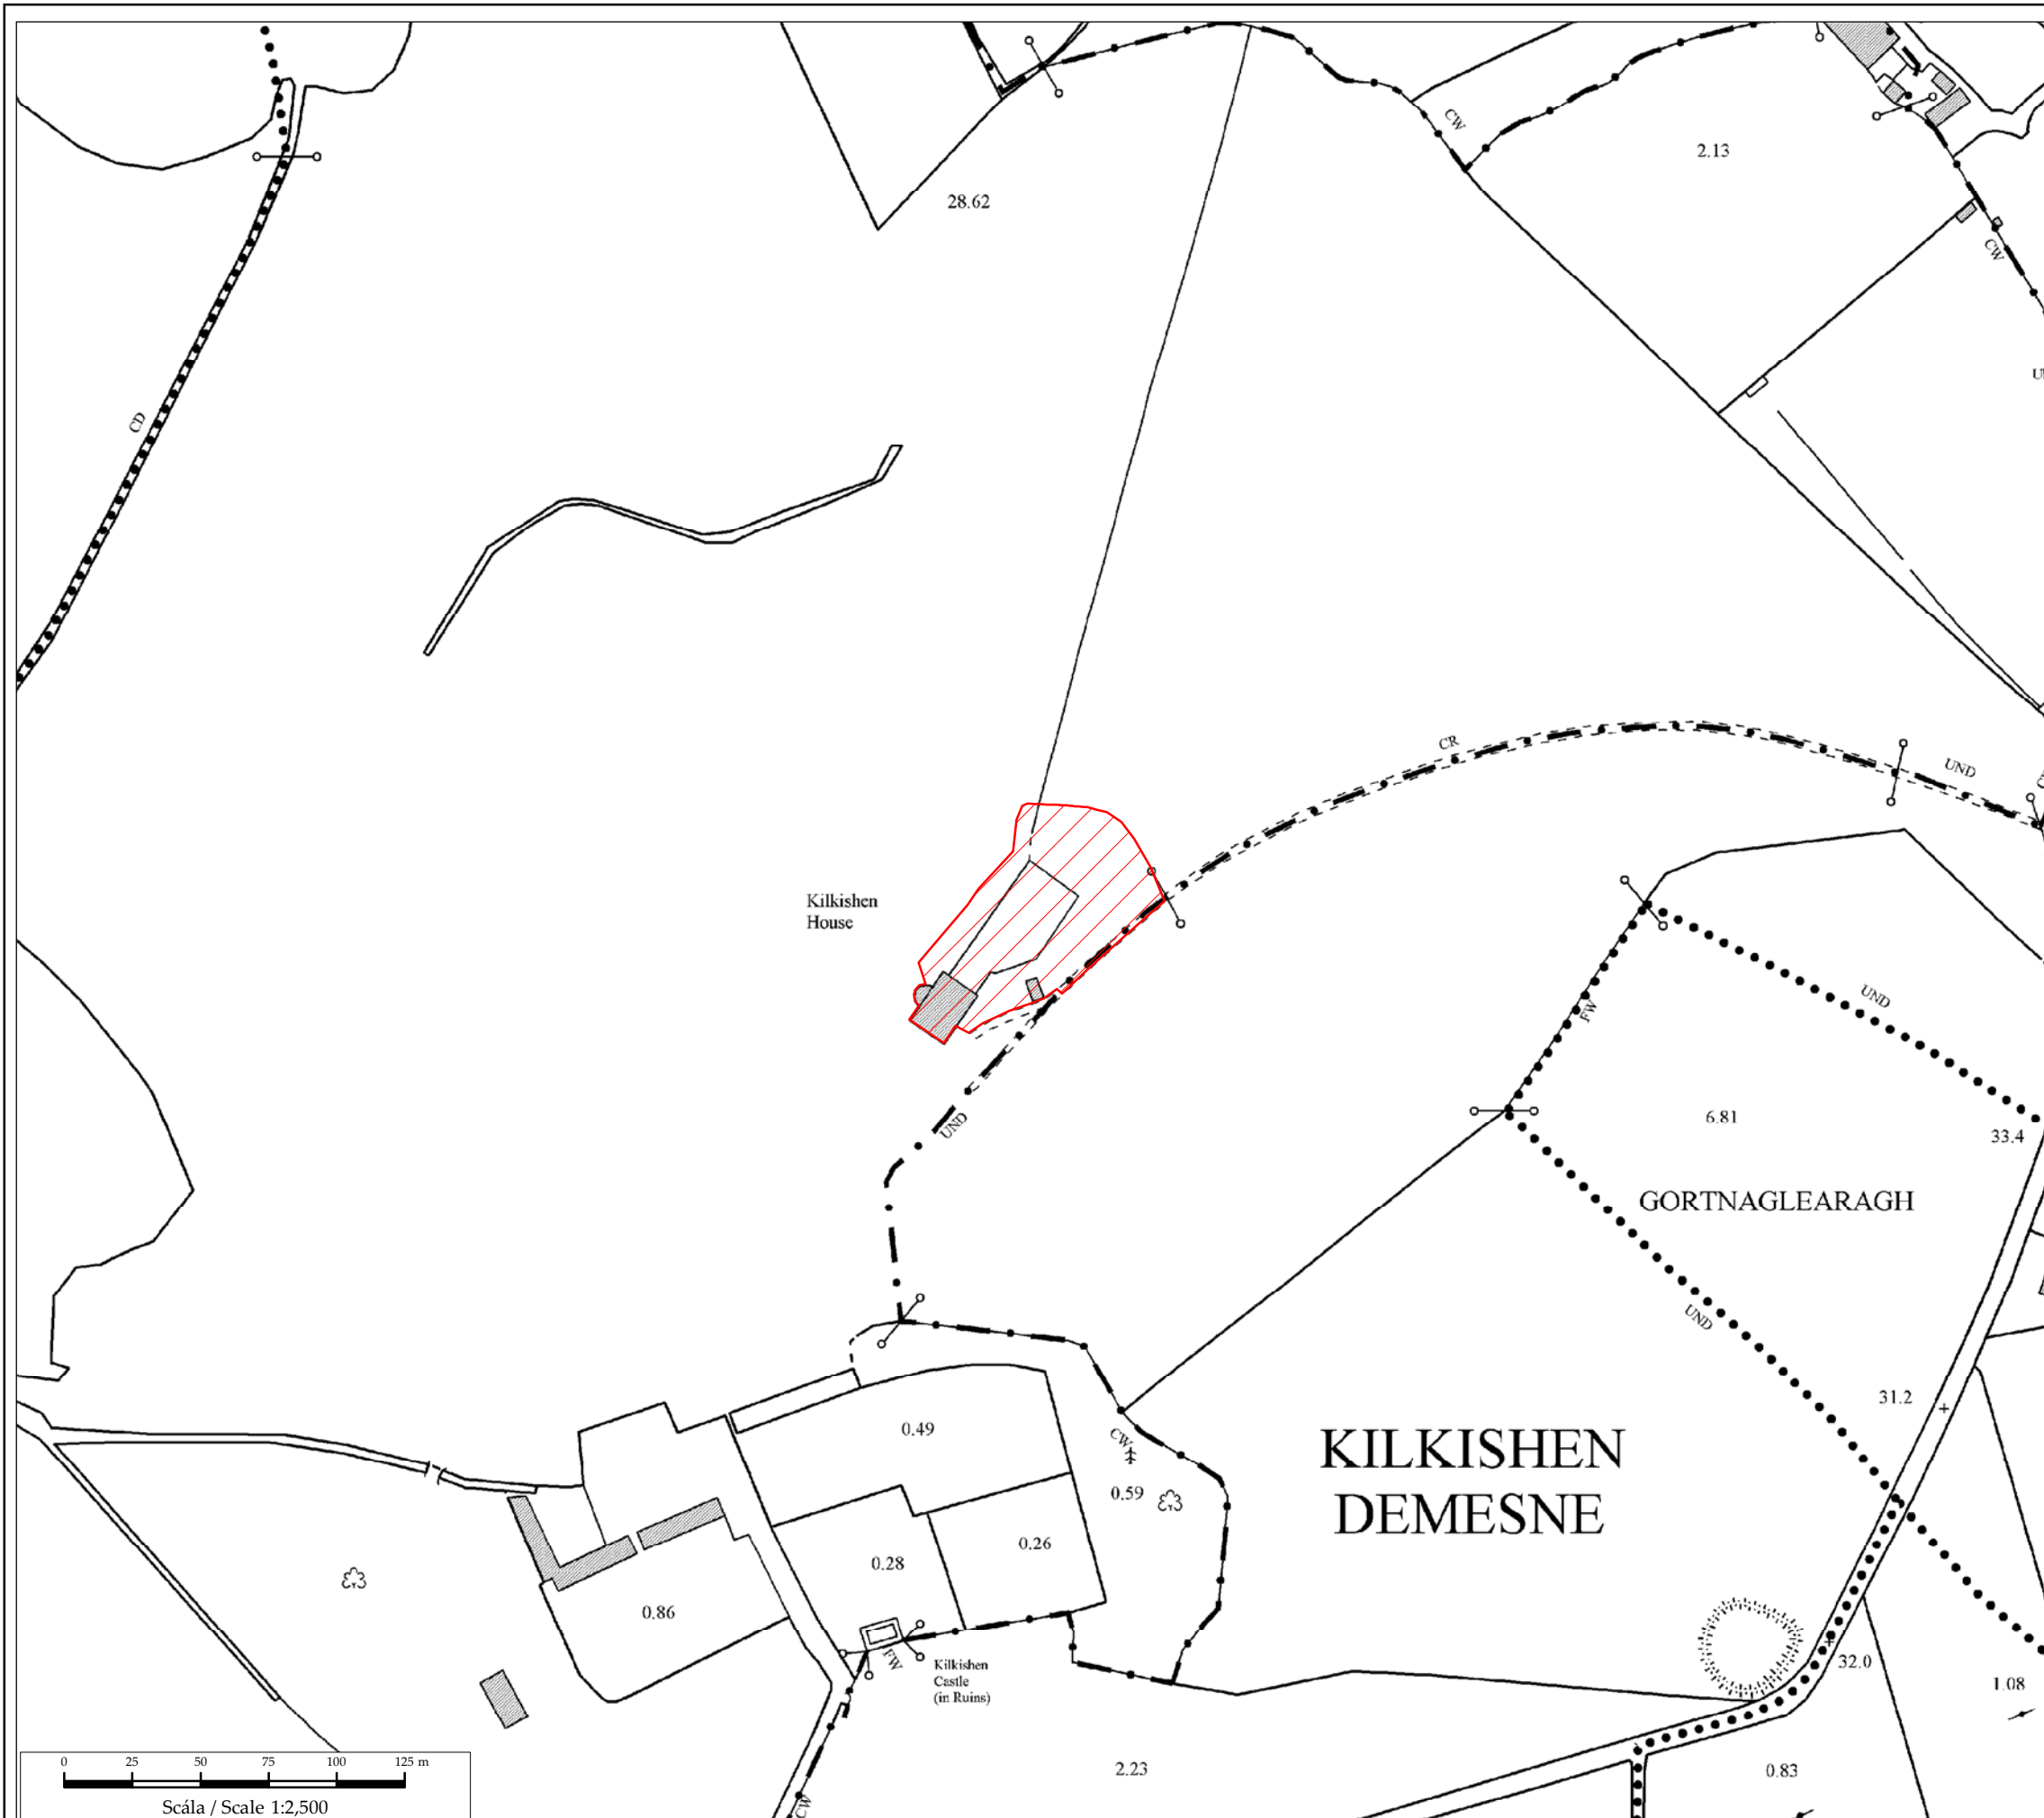 CW
2.13
28.62
CW
CD
CR
UND
Kilkishen
House
UND
FW
UND
6.81
33.4
GORTNAGLEARAGH
UND
31.2
0.49
CW
KILKISHEN
DEMESNE
0.59
0.26
0.28
0.86
FW
Kilkishen
Castle
(in Ruins)
32.0
1.08
2.23
0.83
CW
0 25 50 75 100 125 m
Scála / Scale 1:2,500